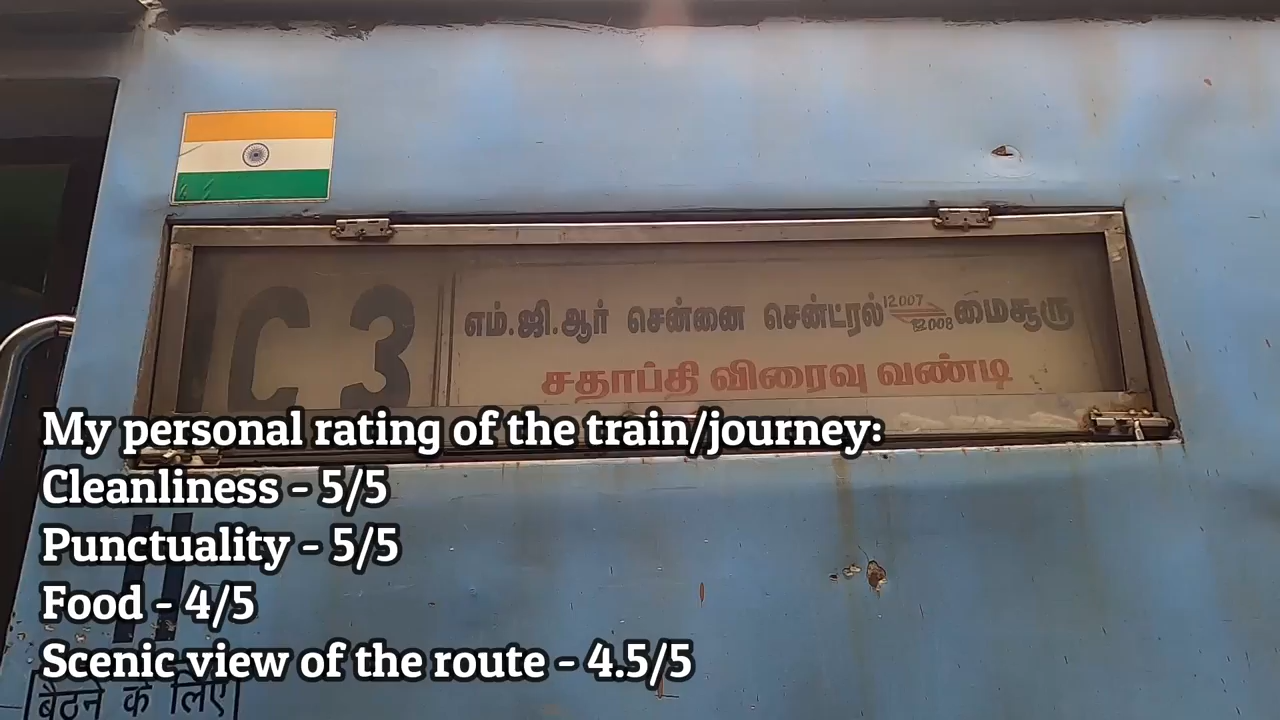 C 3
எம்.ஜி.ஆர் சென்னை சென்ட்ரல் 12007 12008 மைசூரு
சதாப்தி விரைவு வண்டி
My personal rating of the train/journey:
Cleanliness - 5/5
Punctuality - 5/5
Food - 4/5
Scenic view of the route - 4.5/5
बैठने के लिए